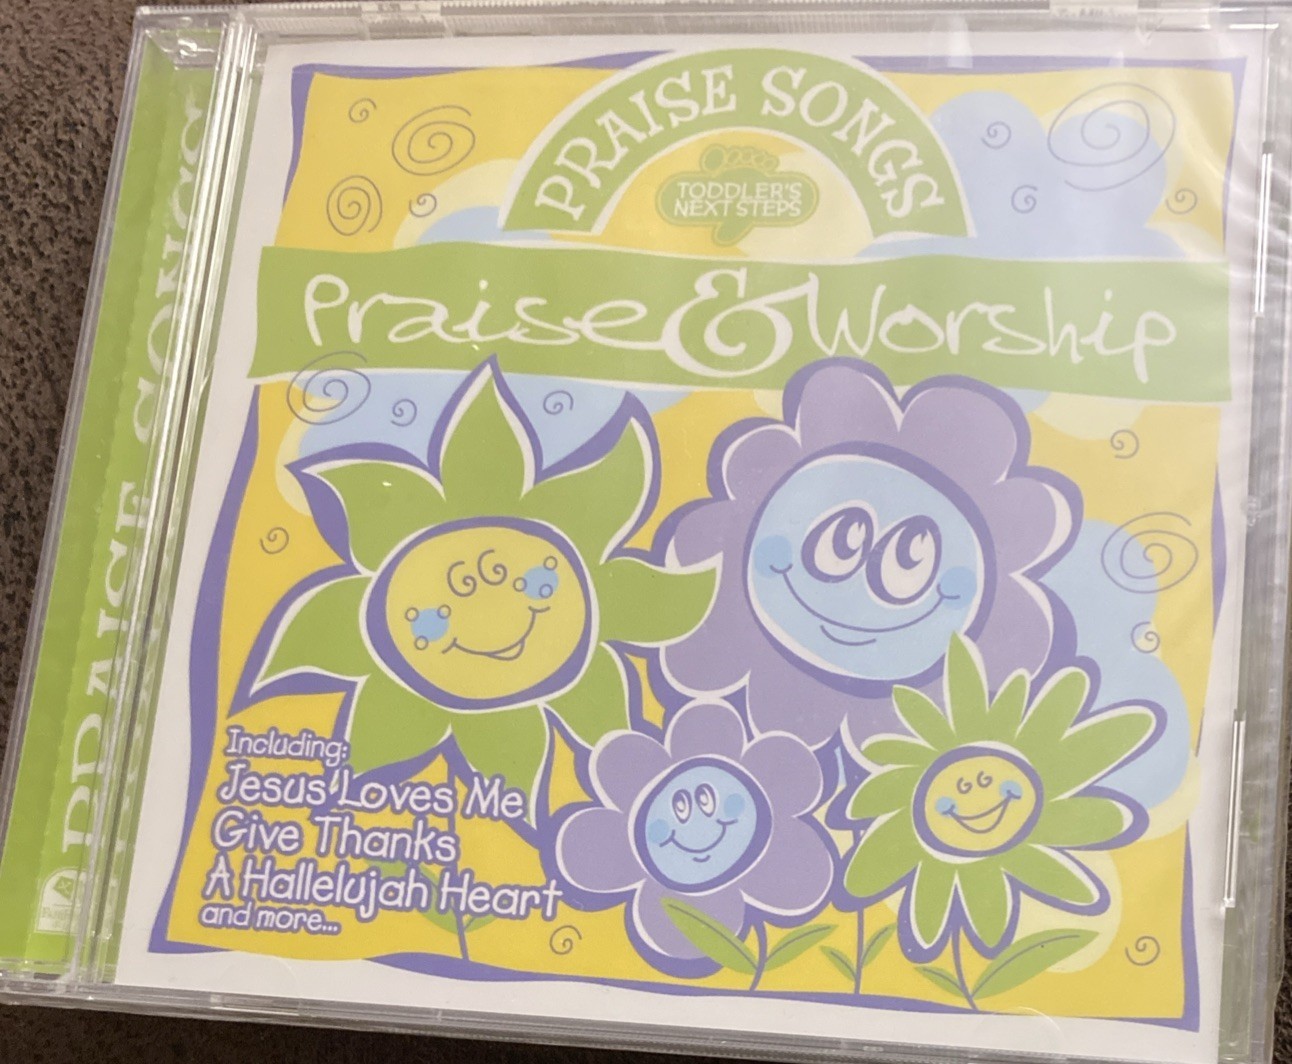 PRAISE SONGS
TODDLER'S
NEXT STEPS
Praise & Worship
Including:
Jesus Loves Me
Give Thanks
A Hallelujah Heart
and more...
PRAISE SONGS